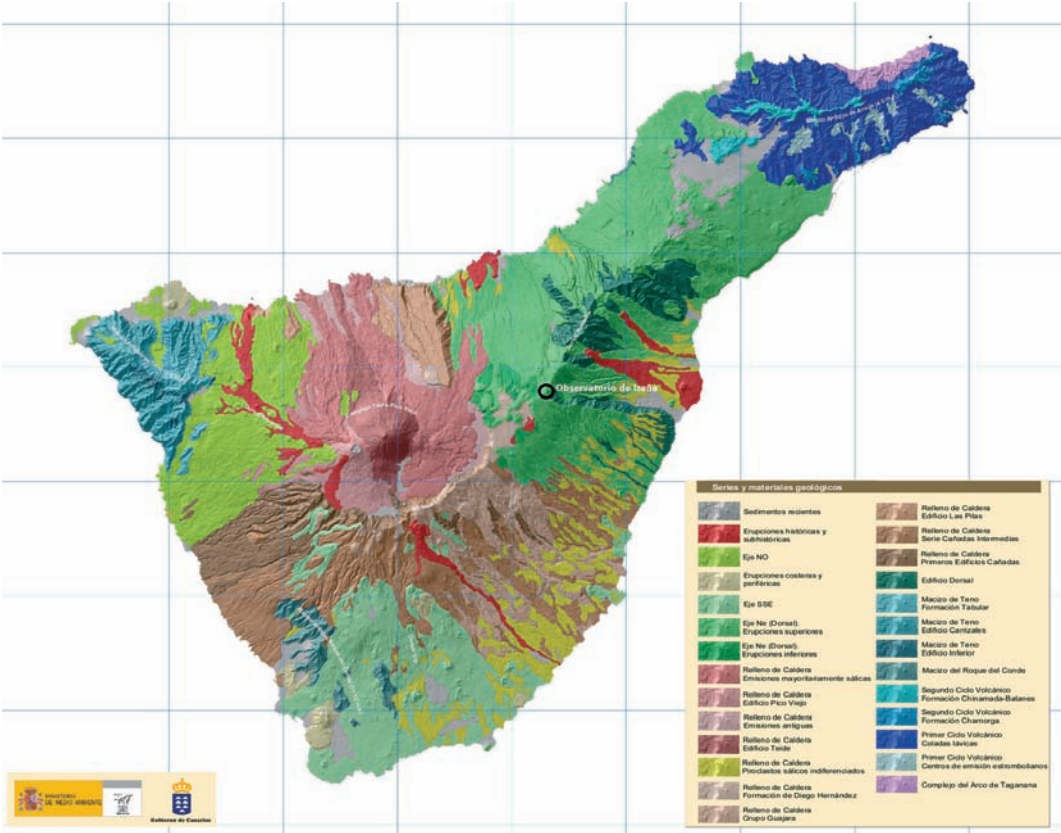 Observatorio de Izaña
Series y materiales geológicos
Sedimentos recientes
Erupciones históricas y
subhistóricas
Eje NO
Erupciones costeras y
periféricas
Eje SSE
Eje Ne (Dorsal).
Erupciones superiores
Eje Ne (Dorsal).
Erupciones inferiores
Relleno de Caldera
Emisiones mayoritariamente sálicas
Relleno de Caldera
Edificio Pico Viejo
Relleno de Caldera
Emisiones antiguas
Relleno de Caldera
Edificio Teide
Relleno de Caldera
Piroclastos sálicos indiferenciados
Relleno de Caldera
Formación de Diego Hernández
Relleno de Caldera
Grupo Guajara
Relleno de Caldera
Edificio Las Pilas
Relleno de Caldera
Serie Cañadas Intermedias
Relleno de Caldera
Primeros Edificios Cañadas
Edificio Dorsal
Macizo de Teno
Formación Tabular
Macizo de Teno
Edificio Carrizales
Macizo de Teno
Edificio Inferior
Macizo del Roque del Conde
Segundo Ciclo Volcánico
Formación Chinamada-Batanes
Segundo Ciclo Volcánico
Formación Chamorga
Primer Ciclo Volcánico
Coladas lávicas
Primer Ciclo Volcánico
Centros de emisión estrombolianos
Complejo del Arco de Taganana
MINISTERIO
DE MEDIO AMBIENTE
Gobierno de Canarias